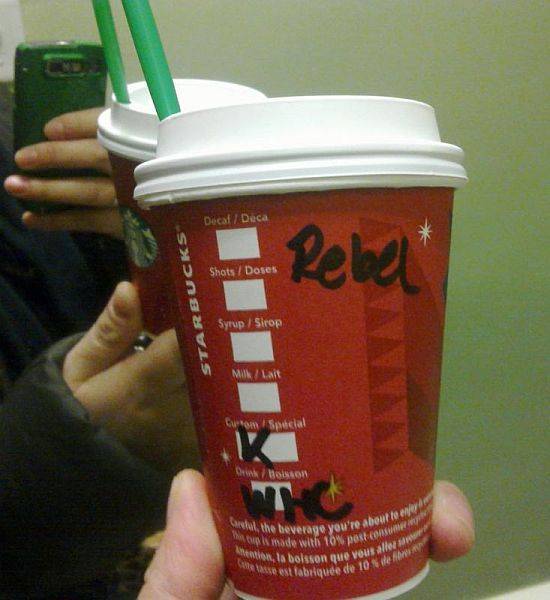 Decaf / Déca
Rebel
Shots / Doses
STARBUCKS®
Syrup / Sirop
Milk / Lait
Custom / Spécial
K
Drink / Boisson
WHC
Careful, the beverage you're about to enjoy is
This cup is made with 10% post-consumer
Attention, la boisson que vous allez
Cette tasse est fabriquée de 10 % de fibres